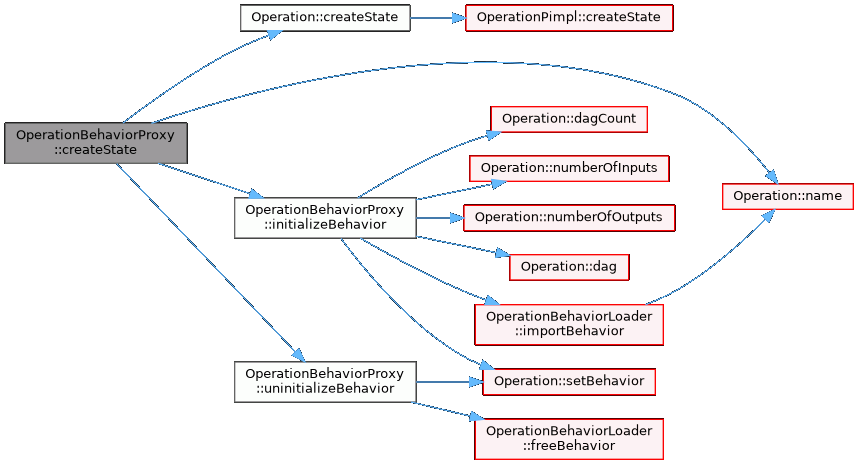 Operation::createState
OperationPimpl::createState
OperationBehaviorProxy
::createState
Operation::dagCount
Operation::numberOfInputs
Operation::name
OperationBehaviorProxy
::initializeBehavior
Operation::numberOfOutputs
Operation::dag
OperationBehaviorLoader
::importBehavior
OperationBehaviorProxy
::uninitializeBehavior
Operation::setBehavior
OperationBehaviorLoader
::freeBehavior